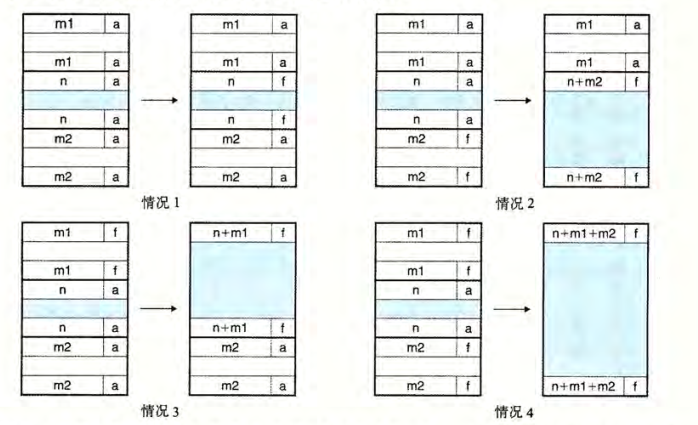 m1 a m1 a
m1 a m1 a
n a n f
n a n f
m2 a m2 a
m2 a m2 a
情况 1
m1 a m1 a
m1 a m1 a
n a n+m2 f
n a
m2 f
m2 f n+m2 f
情况 2
m1 f n+m1 f
m1 f
n a
n a n+m1 f
m2 a m2 a
m2 a m2 a
情况 3
m1 f n+m1+m2 f
m1 f
n a
n a
m2 f
m2 f n+m1+m2 f
情况 4